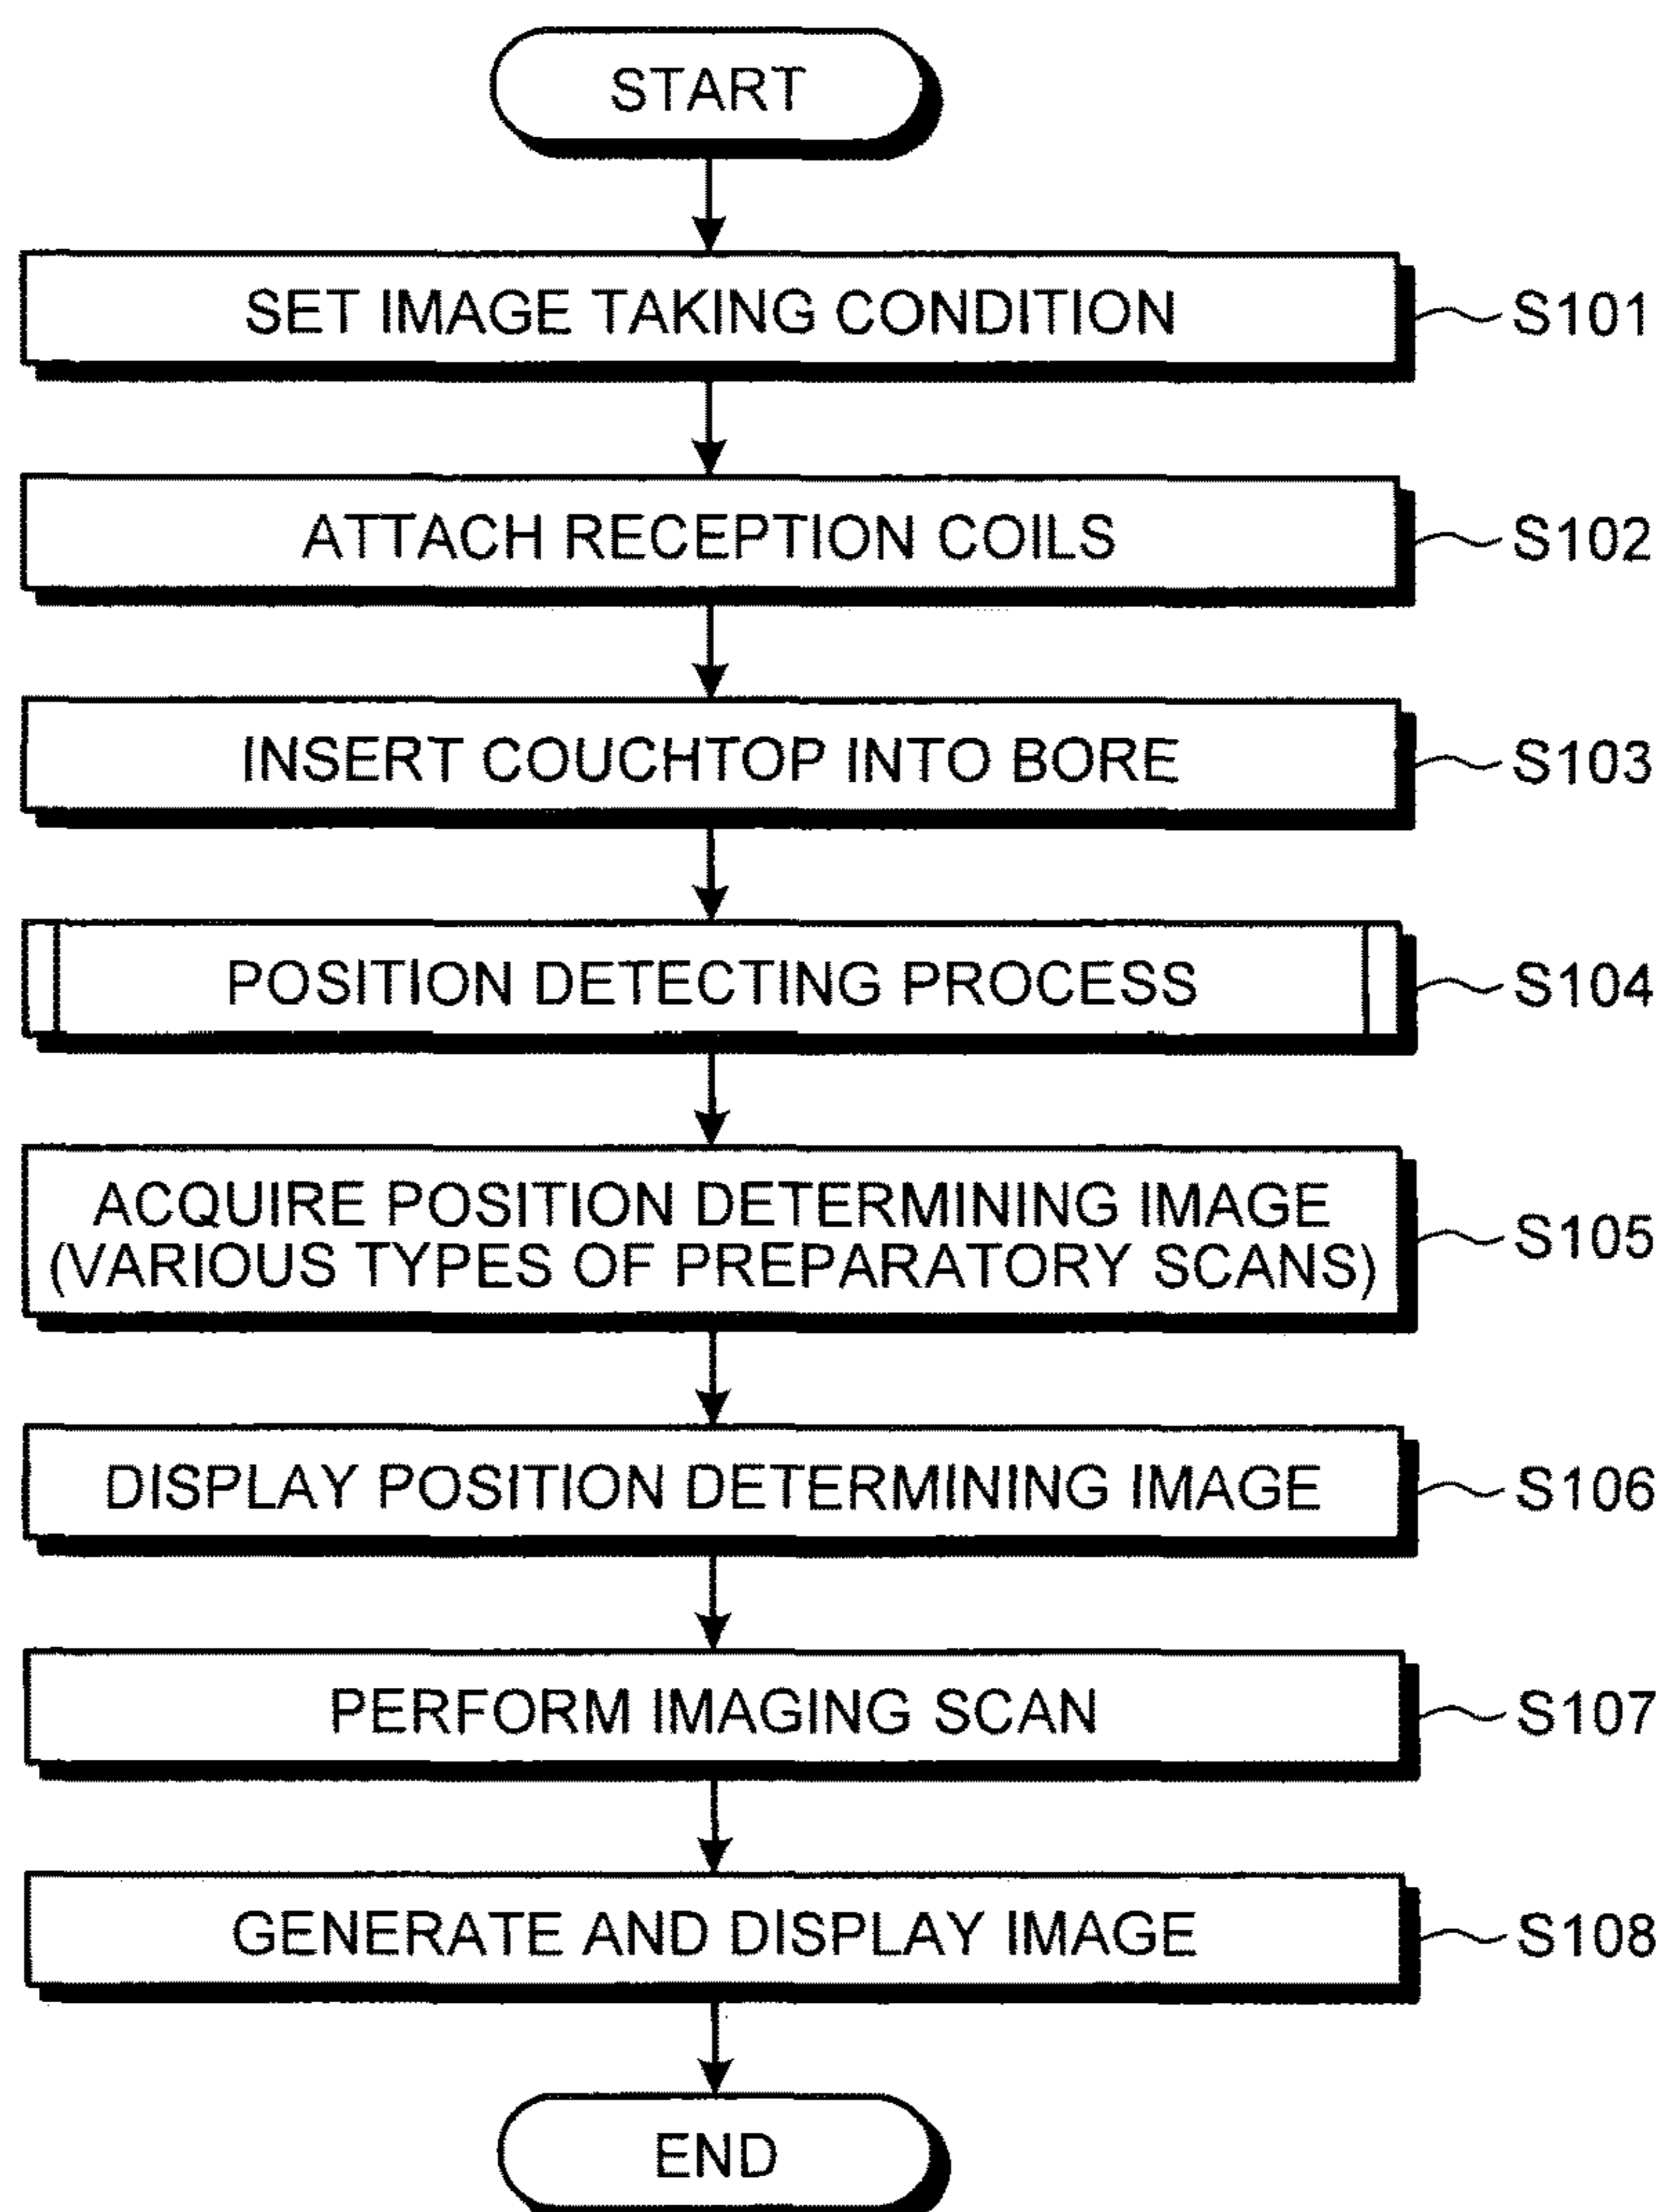 START
SET IMAGE TAKING CONDITION
S101
ATTACH RECEPTION COILS
S102
INSERT COUCHTOP INTO BORE
S103
POSITION DETECTING PROCESS
S104
ACQUIRE POSITION DETERMINING IMAGE
(VARIOUS TYPES OF PREPARATORY SCANS)
S105
DISPLAY POSITION DETERMINING IMAGE
S106
PERFORM IMAGING SCAN
S107
GENERATE AND DISPLAY IMAGE
S108
END